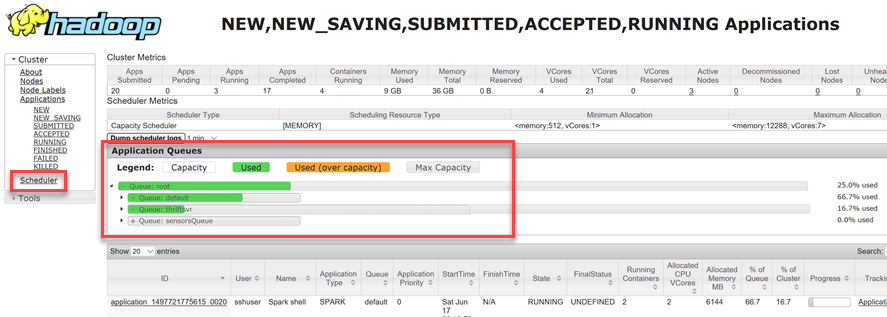 hadoop
NEW,NEW_SAVING,SUBMITTED,ACCEPTED,RUNNING Applications
Cluster
About
Nodes
Node Labels
Applications
NEW
NEW_SAVING
SUBMITTED
ACCEPTED
RUNNING
FINISHED
FAILED
KILLED
Scheduler
Tools
Cluster Metrics
Apps Submitted Apps Pending Apps Running Apps Completed Containers Running Memory Used Memory Total Memory Reserved VCores Used VCores Total VCores Reserved Active Nodes Decommissioned Nodes Lost Nodes Unhea Nod
20 0 3 17 4 9 GB 36 GB 0 B 4 21 0 3 0 0 0
Scheduler Metrics
Scheduler Type Scheduling Resource Type Minimum Allocation Maximum Allocation
Capacity Scheduler [MEMORY] <memory:512, vCores:1> <memory:12288, vCores:7>
Dump scheduler logs 1 min
Application Queues
Legend: Capacity Used Used (over capacity) Max Capacity
- Queue: root 25.0% used
- Queue: default 66.7% used
- Queue: thriftsvr 16.7% used
+ Queue: sensorsQueue 0.0% used
Show 20 entries Search:
ID User Name Application Type Queue Application Priority StartTime FinishTime State FinalStatus Running Containers Allocated CPU VCores Allocated Memory MB % of Queue % of Cluster Progress Trackin
application_1497721775615_0020 sshuser Spark shell SPARK default 0 Sat Jun 17 N/A RUNNING UNDEFINED 2 2 6144 66.7 16.7 Application